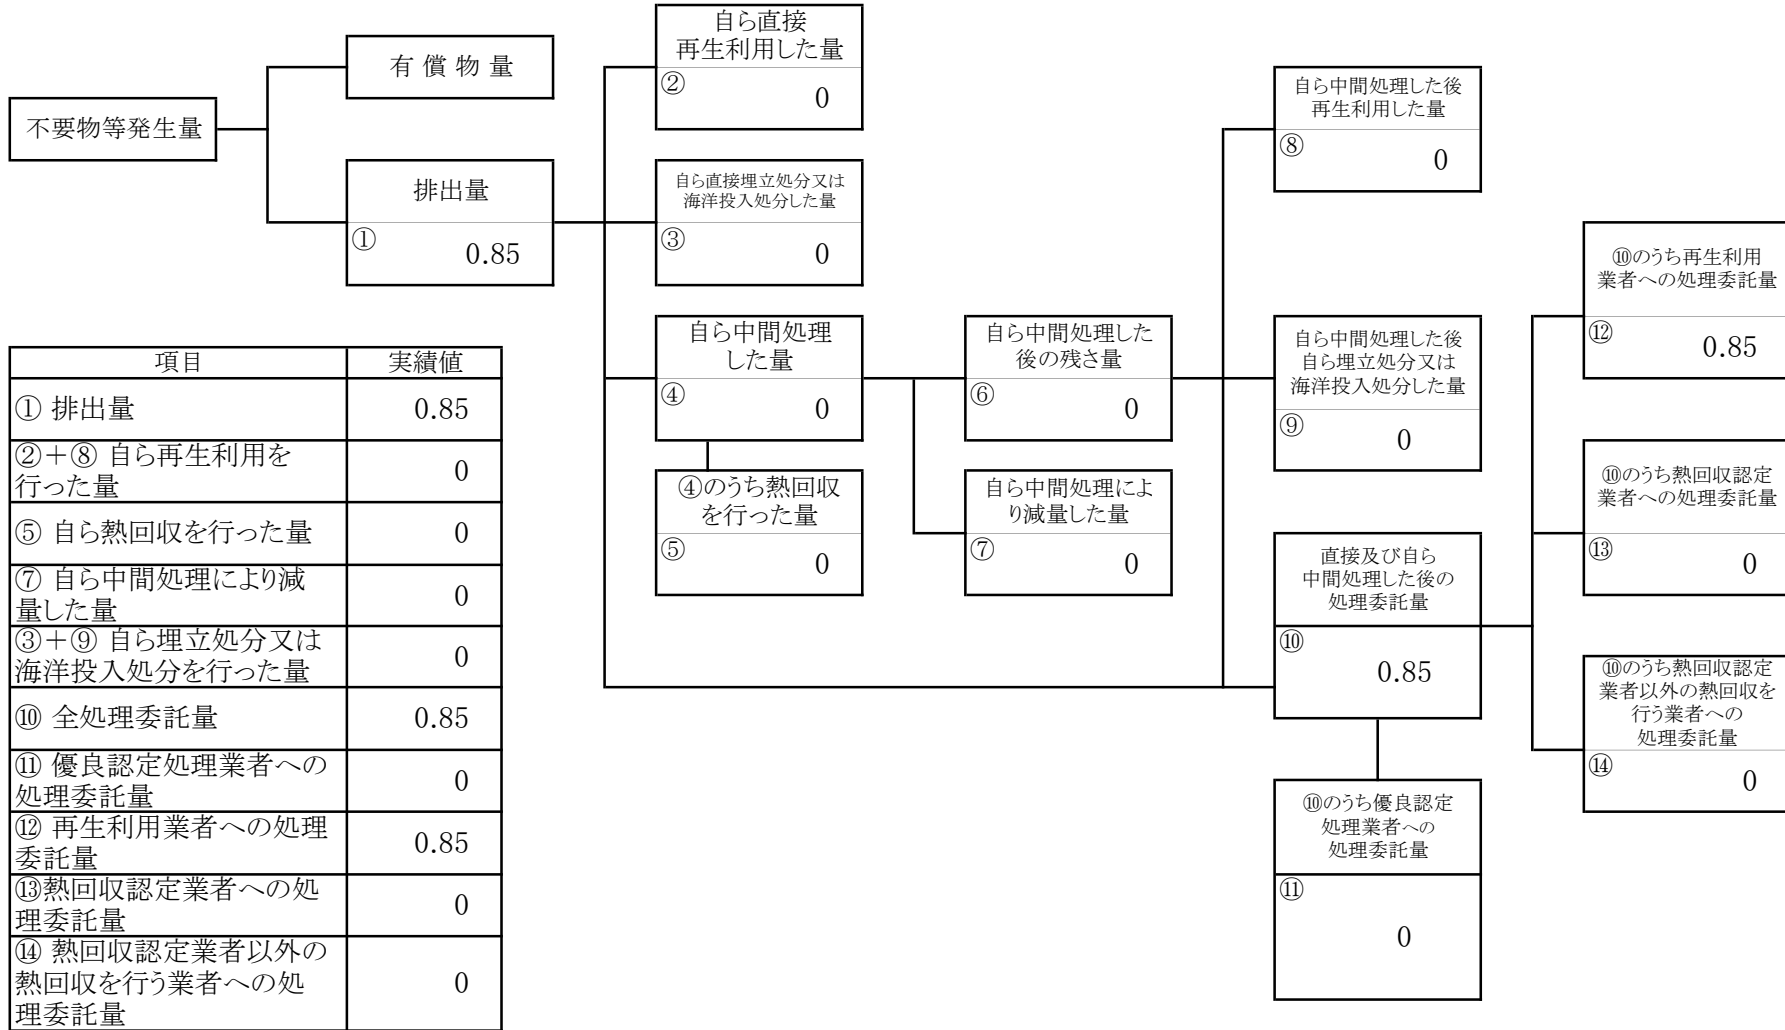 不要物等発生量
有 償 物 量
排出量
①
0.85
自ら直接
再生利用した量
②
0
自ら直接埋立処分又は
海洋投入処分した量
③
0
自ら中間処理
した量
④
0
④のうち熱回収
を行った量
⑤
0
自ら中間処理した
後の残さ量
⑥
0
自ら中間処理によ
り減量した量
⑦
0
自ら中間処理した後
再生利用した量
⑧
0
自ら中間処理した後
自ら埋立処分又は
海洋投入処分した量
⑨
0
直接及び自ら
中間処理した後の
処理委託量
⑩
0.85
⑩のうち優良認定
処理業者への
処理委託量
⑪
0
⑩のうち再生利用
業者への処理委託量
⑫
0.85
⑩のうち熱回収認定
業者への処理委託量
⑬
0
⑩のうち熱回収認定
業者以外の熱回収を
行う業者への
処理委託量
⑭
0
項目 実績値
① 排出量 0.85
②＋⑧ 自ら再生利用を
行った量 0
⑤ 自ら熱回収を行った量 0
⑦ 自ら中間処理により減
量した量 0
③＋⑨ 自ら埋立処分又は
海洋投入処分を行った量 0
⑩ 全処理委託量 0.85
⑪ 優良認定処理業者への
処理委託量 0
⑫ 再生利用業者への処理
委託量 0.85
⑬熱回収認定業者への処
理委託量 0
⑭ 熱回収認定業者以外の
熱回収を行う業者への処
理委託量 0